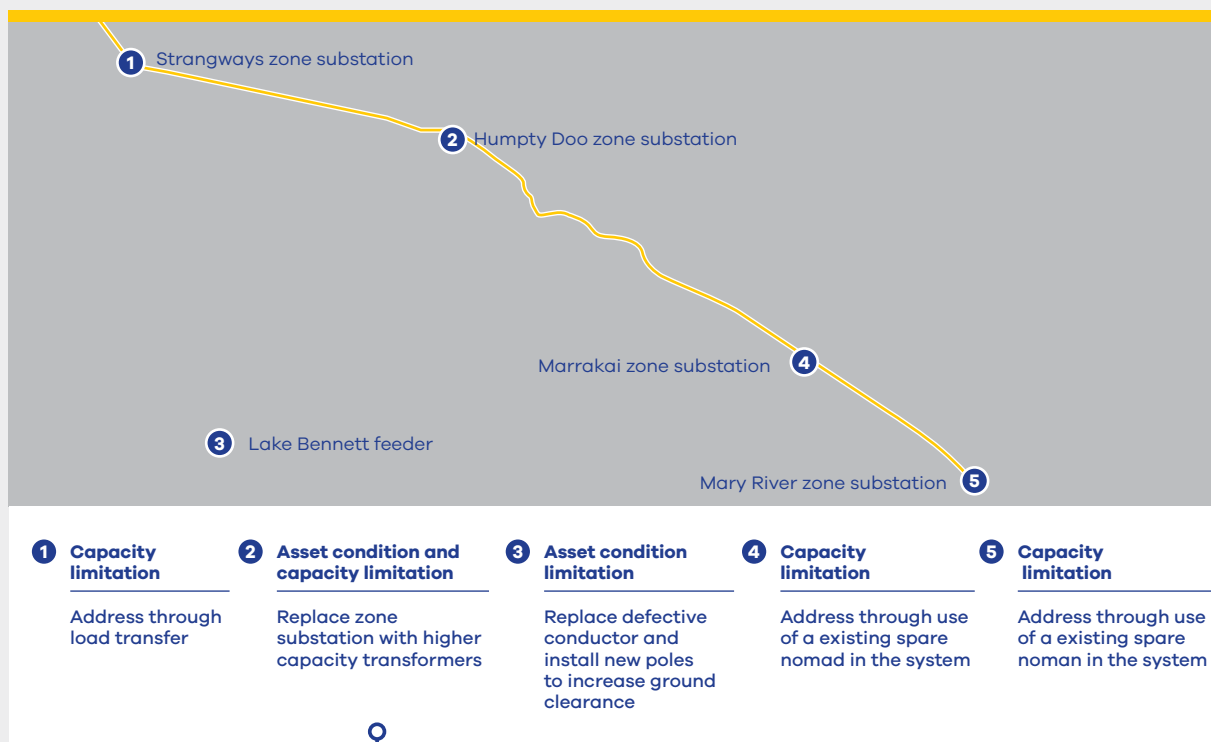 1 Strangways zone substation
2 Humpty Doo zone substation
Marrakai zone substation 4
3 Lake Bennett feeder
Mary River zone substation 5
1 Capacity
limitation
Address through
load transfer
2 Asset condition and
capacity limitation
Replace zone
substation with higher
capacity transformers
3 Asset condition
limitation
Replace defective
conductor and
install new poles
to increase ground
clearance
4 Capacity
limitation
Address through use
of a existing spare
nomad in the system
5 Capacity
limitation
Address through use
of a existing spare
noman in the system